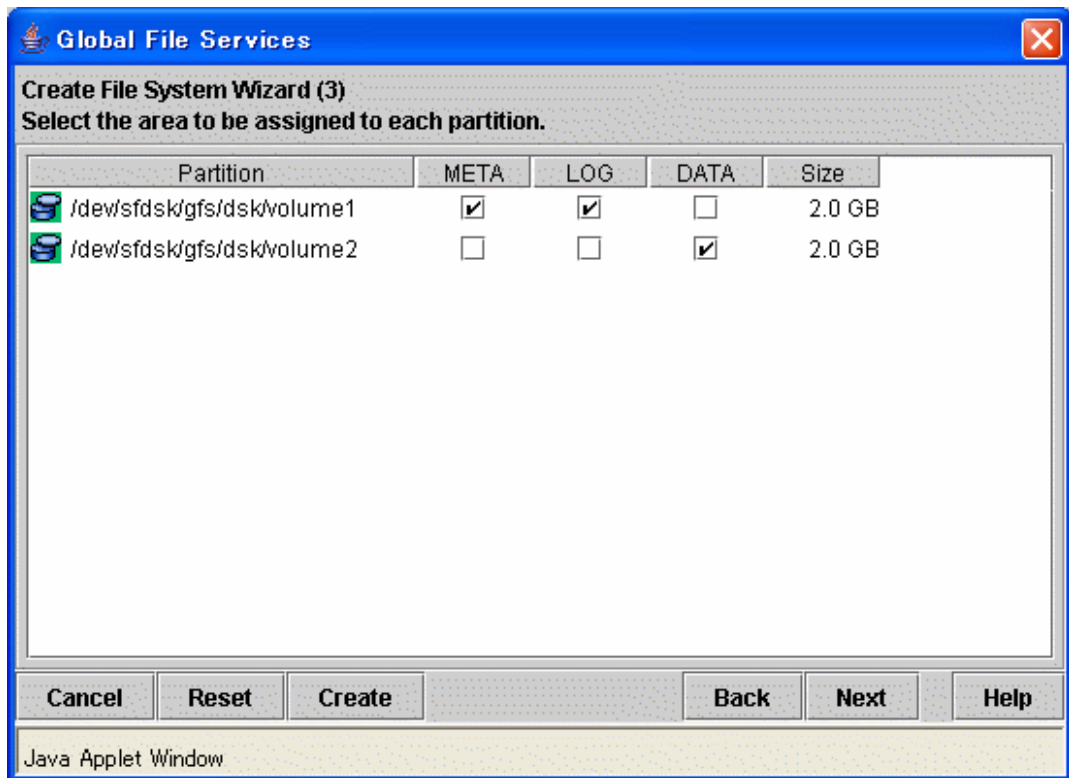 Global File Services
Create File System Wizard (3)
Select the area to be assigned to each partition.
Partition META LOG DATA Size
/dev/sfdsk/gfs/dsk/volume1 2.0 GB
/dev/sfdsk/gfs/dsk/volume2 2.0 GB
Cancel Reset Create Back Next Help
Java Applet Window